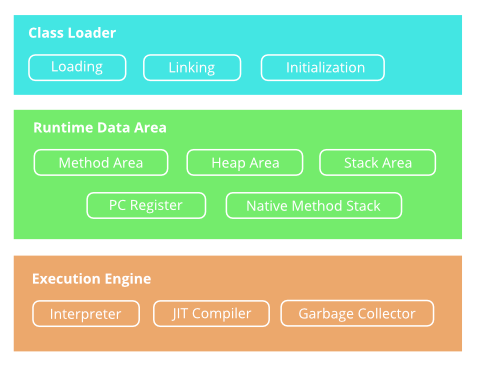 Class Loader
Loading Linking Initialization
Runtime Data Area
Method Area Heap Area Stack Area
PC Register Native Method Stack
Execution Engine
Interpreter JIT Compiler Garbage Collector